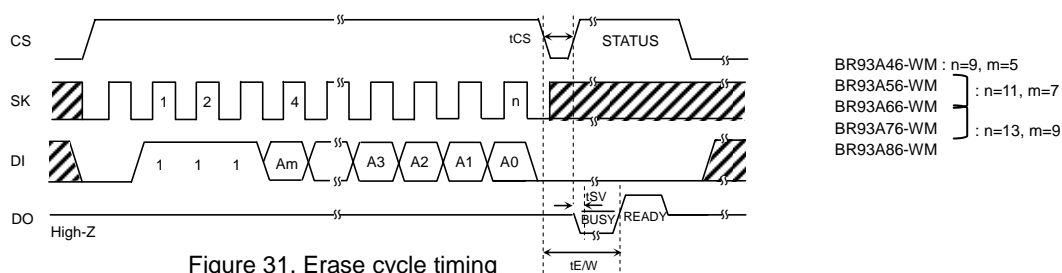 CS
tCS
STATUS
SK
1
2
4
n
DI
1
1
1
Am
A3
A2
A1
A0
tSV
DO
BUSY
READY
High-Z
tE/W
BR93A46-WM : n=9, m=5
BR93A56-WM
: n=11, m=7
BR93A66-WM
BR93A76-WM
: n=13, m=9
BR93A86-WM
Figure 31. Erase cycle timing